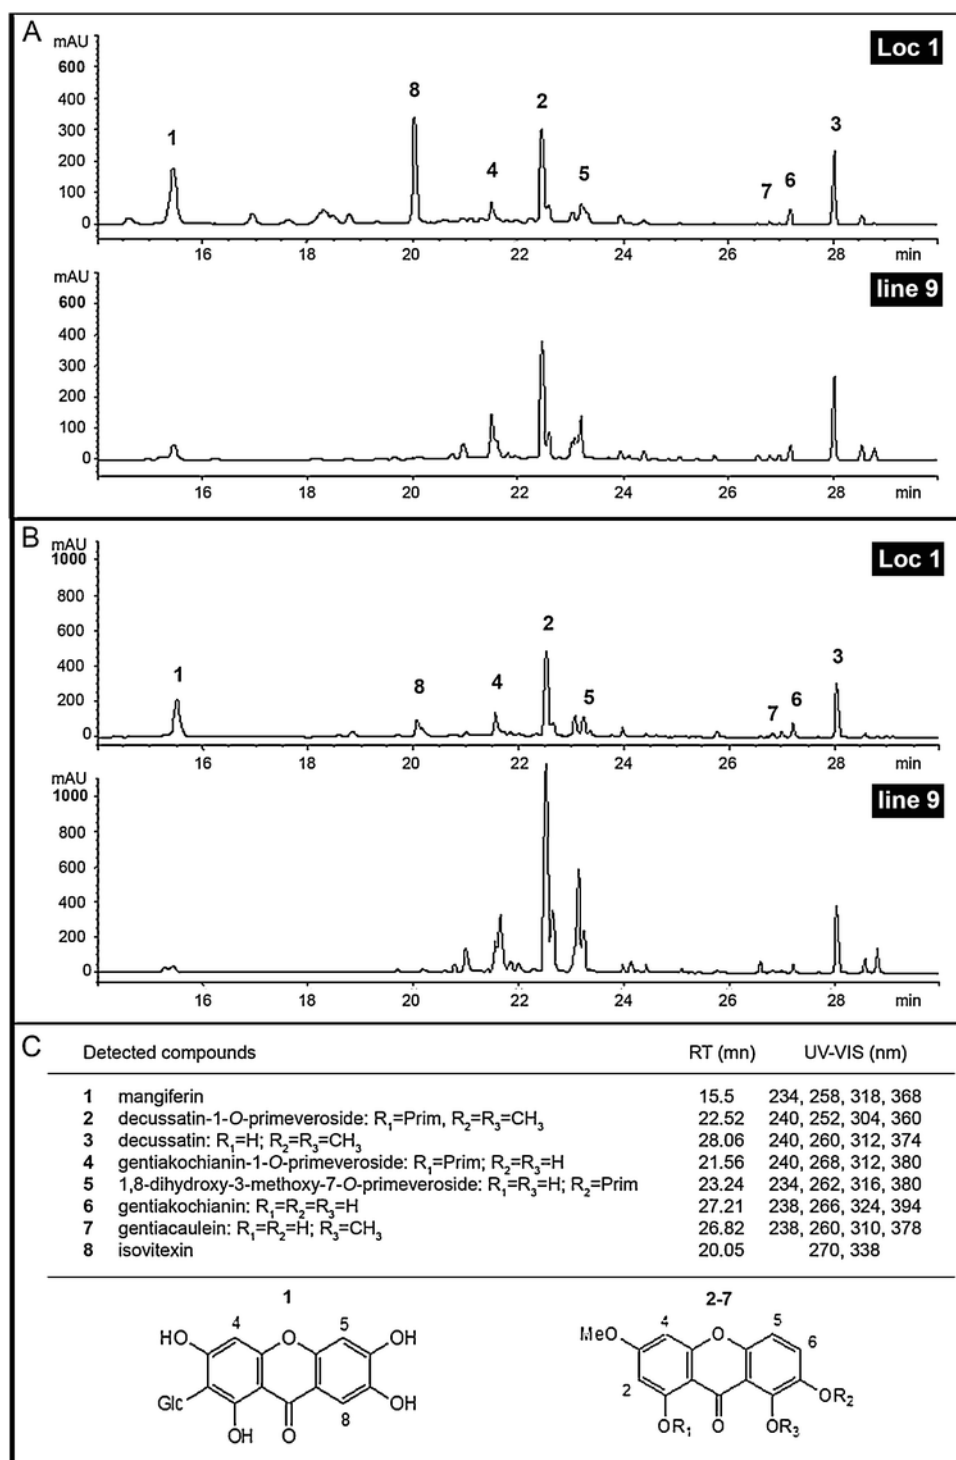 A
mAU
Loc 1
600
400
300
200
100
0
1
8
4
2
5
7
6
3
16
18
20
22
24
26
28
min
mAU
line 9
600
400
300
200
100
0
16
18
20
22
24
26
28
min
B
mAU
Loc 1
1000
800
600
400
200
0
1
8
4
2
5
7
6
3
16
18
20
22
24
26
28
min
mAU
line 9
1000
800
600
400
200
0
16
18
20
22
24
26
28
min
C
Detected compounds RT (mn) UV-VIS (nm)
1 mangiferin 15.5 234, 258, 318, 368
2 decussatin-1-O-primeveroside: R₁=Prim, R₂=R₃=CH₃ 22.52 240, 252, 304, 360
3 decussatin: R₁=H; R₂=R₃=CH₃ 28.06 240, 260, 312, 374
4 gentiakochianin-1-O-primeveroside: R₁=Prim; R₂=R₃=H 21.56 240, 268, 312, 380
5 1,8-dihydroxy-3-methoxy-7-O-primeveroside: R₁=R₃=H; R₂=Prim 23.24 234, 262, 316, 380
6 gentiakochianin: R₁=R₂=R₃=H 27.21 238, 266, 324, 394
7 gentiacaulein: R₁=R₂=H; R₃=CH₃ 26.82 238, 260, 310, 378
8 isovitexin 20.05 270, 338
1
HO
4
O
5
OH
Glc
OH
O
8
OH
2-7
MeO
4
O
5
6
2
OR₁
O
OR₃
OR₂